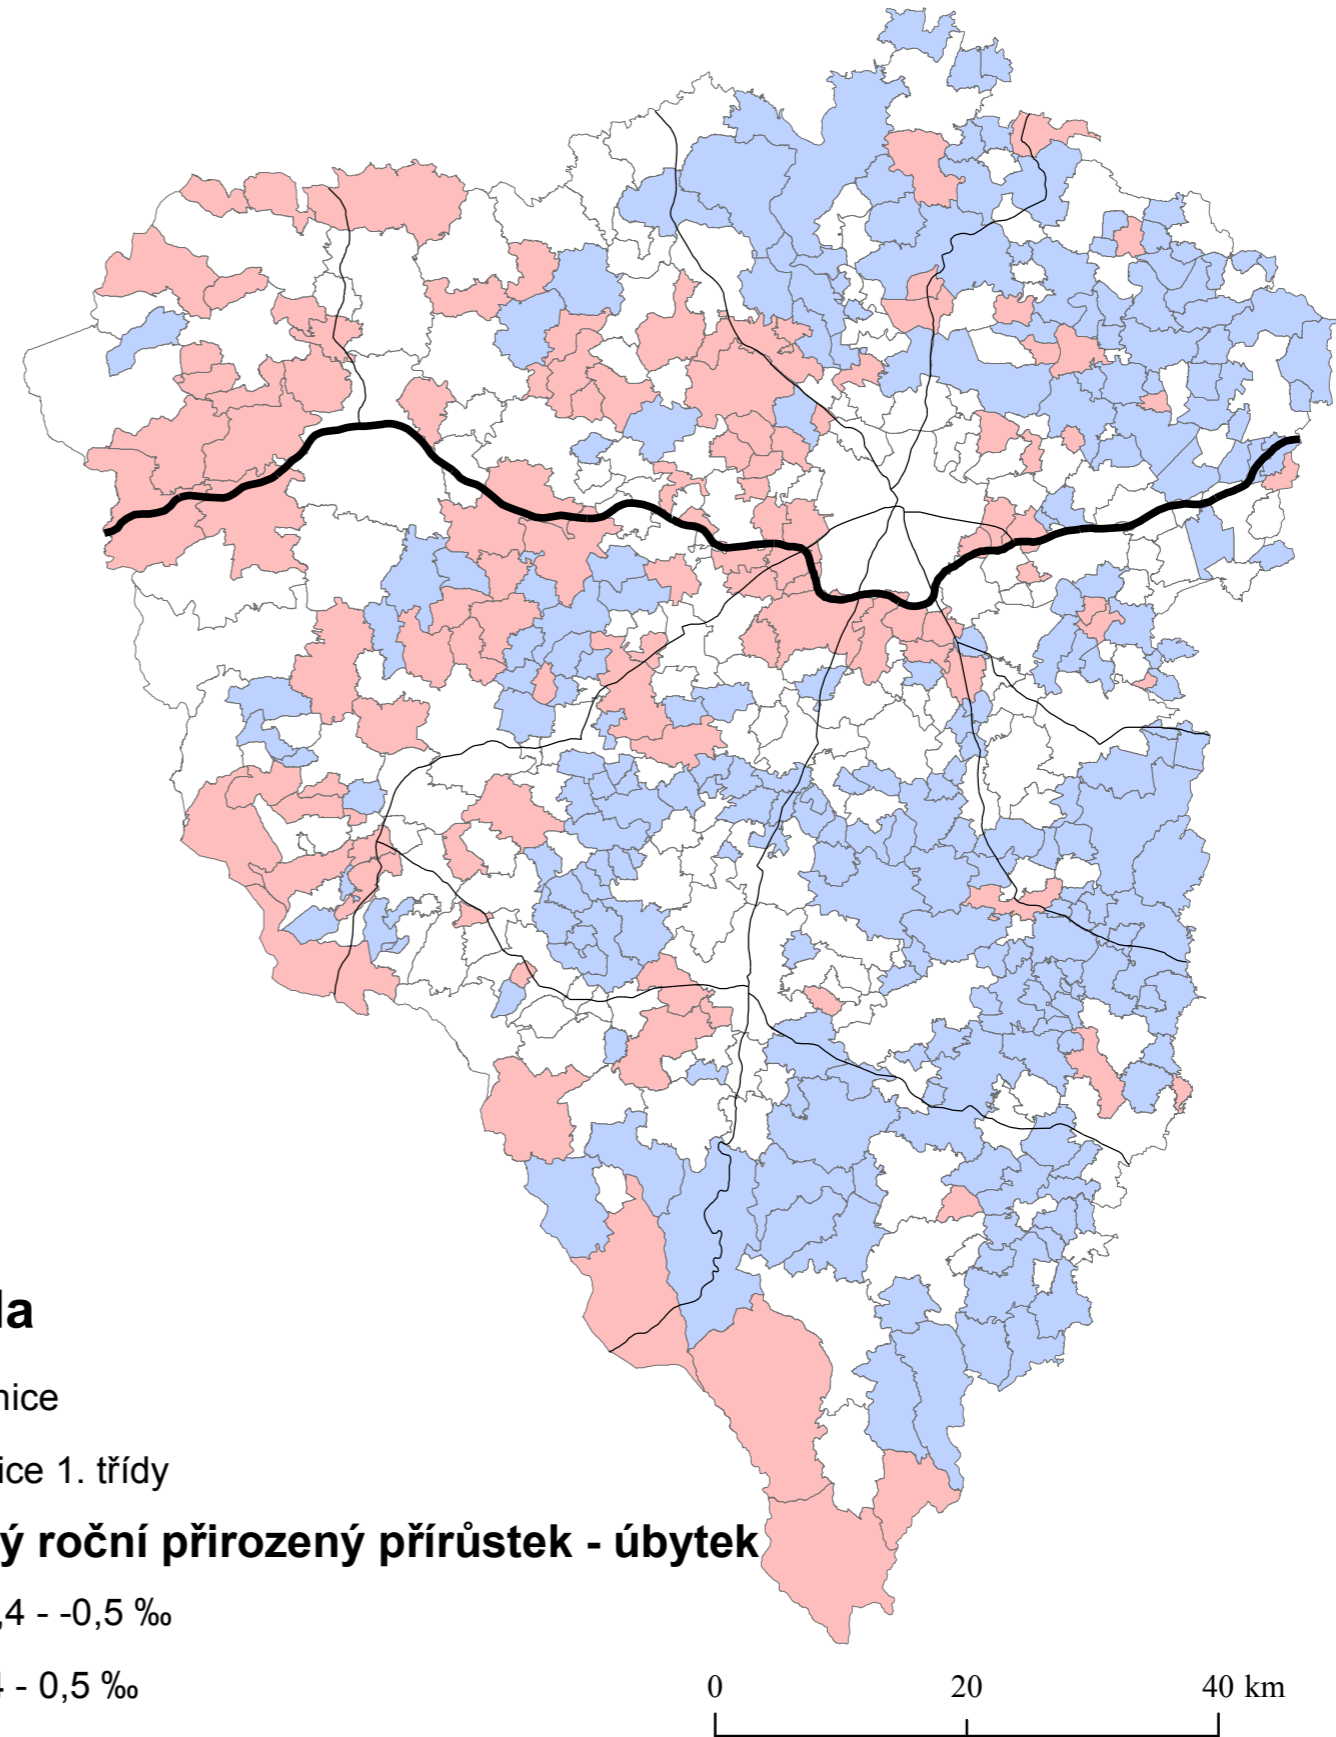 la
nice
ice 1. třídy
ý roční přirozený přírůstek - úbytek
,4 - -0,5 ‰
4 - 0,5 ‰
0 20 40 km